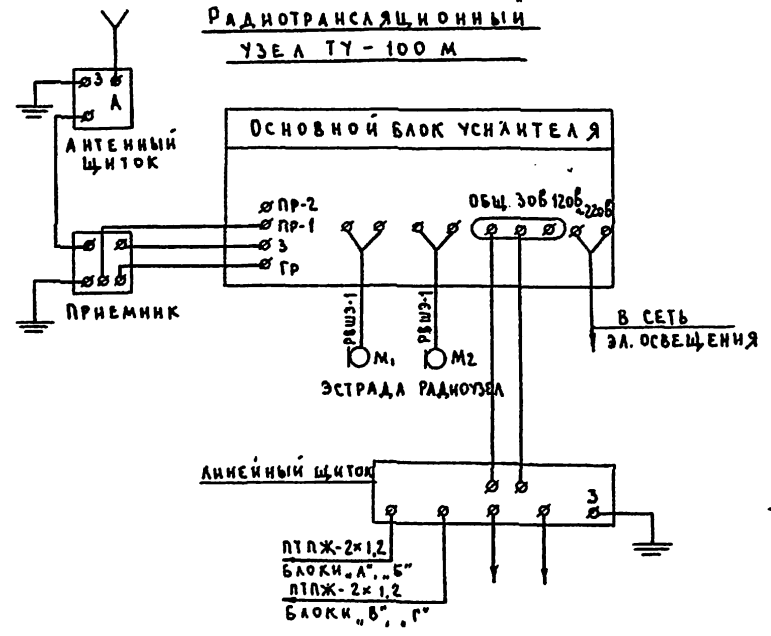 РАДИОТРАНСЛЯЦИОННЫЙ
УЗЕЛ ТУ-100 М
З А
АНТЕННЫЙ
ЩИТОК
ОСНОВНОЙ БЛОК УСИЛИТЕЛЯ
ОБЩ. 30В 120В ~220В
ПР-2
ПР-1
З
ГР
ПРИЕМНИК
РВШЭ-1
РВШЭ-1
М1
М2
ЭСТРАДА РАДИОУЗЕЛ
В СЕТЬ
ЭЛ. ОСВЕЩЕНИЯ
ЛИНЕЙНЫЙ ЩИТОК
З
ПТПЖ-2×1,2
БЛОКИ „А", „Б"
ПТПЖ-2×1,2
БЛОКИ „В", „Г"